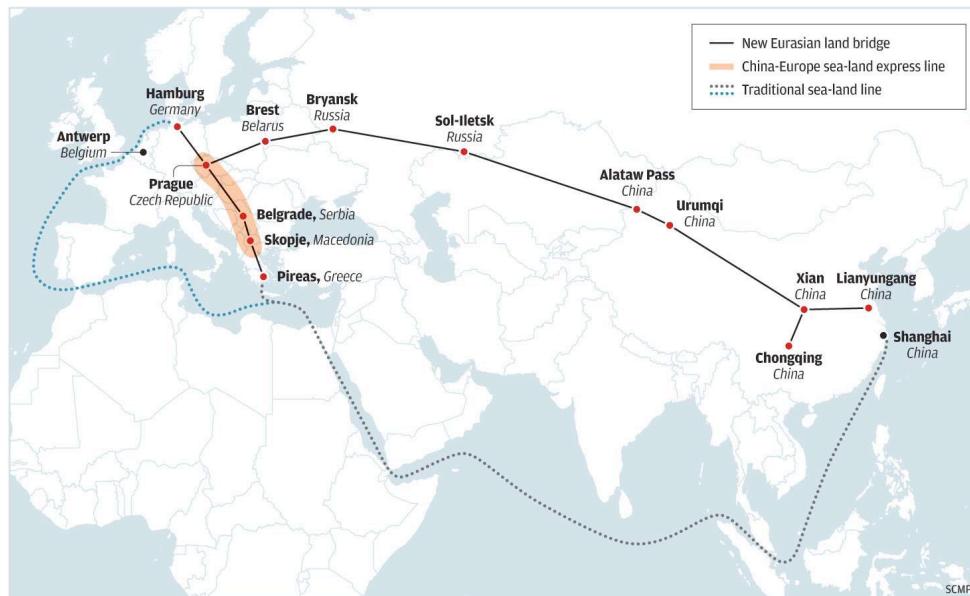 New Eurasian land bridge
China-Europe sea-land express line
Traditional sea-land line
Hamburg
Germany
Antwerp
Belgium
Prague
Czech Republic
Brest
Belarus
Bryansk
Russia
Sol-Iletsk
Russia
Alataw Pass
China
Urumqi
China
Belgrade, Serbia
Skopje, Macedonia
Pireas, Greece
Xian
China
Lianyungang
China
Shanghai
China
Chongqing
China
SCMP